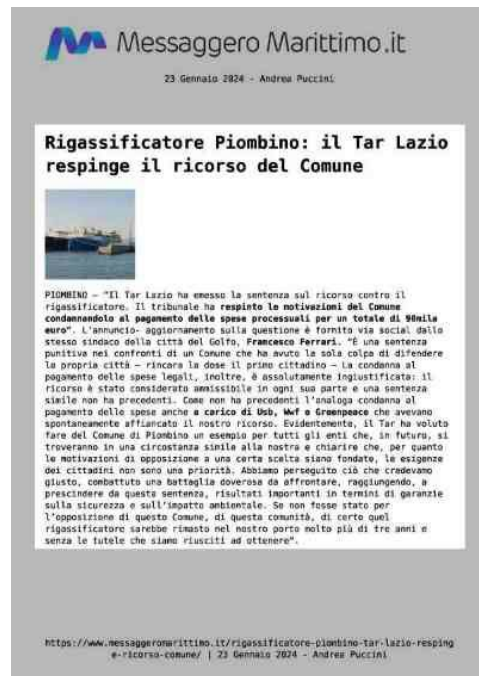 Messaggero Marittimo.it
23 Gennaio 2024 - Andrea Puccini
Rigassificatore Piombino: il Tar Lazio
respinge il ricorso del Comune
PIOMBINO – "Il Tar Lazio ha emesso la sentenza sul ricorso contro il
rigassificatore. Il tribunale ha respinto le motivazioni del Comune
condannandolo al pagamento delle spese processuali per un totale di 90mila
euro". L'annuncio- aggiornamento sulla questione è fornito via social dallo
stesso sindaco della città del Golfo, Francesco Ferrari. "È una sentenza
punitiva nei confronti di un Comune che ha avuto la sola colpa di difendere
la propria città – rincara la dose il primo cittadino – La condanna al
pagamento delle spese legali, inoltre, è assolutamente ingiustificata: il
ricorso è stato considerato ammissibile in ogni sua parte e una sentenza
simile non ha precedenti. Come non ha precedenti l'analoga condanna al
pagamento delle spese anche a carico di Usb, Wwf e Greenpeace che avevano
spontaneamente affiancato il nostro ricorso. Evidentemente, il Tar ha voluto
fare del Comune di Piombino un esempio per tutti gli enti che, in futuro, si
troveranno in una circostanza simile alla nostra e chiarire che, per quanto
le motivazioni di opposizione a una certa scelta siano fondate, le esigenze
dei cittadini non sono una priorità. Abbiamo perseguito ciò che credevamo
giusto, combattuto una battaglia doverosa da affrontare, raggiungendo, a
prescindere da questa sentenza, risultati importanti in termini di garanzie
sulla sicurezza e sull'impatto ambientale. Se non fosse stato per
l'opposizione di questo Comune, di questa comunità, di certo quel
rigassificatore sarebbe rimasto nel nostro porto molto più di tre anni e
senza le tutele che siamo riusciti ad ottenere".
https://www.messaggeromarittimo.it/rigassificatore-piombino-tar-lazio-resping
e-ricorso-comune/ | 23 Gennaio 2024 - Andrea Puccini